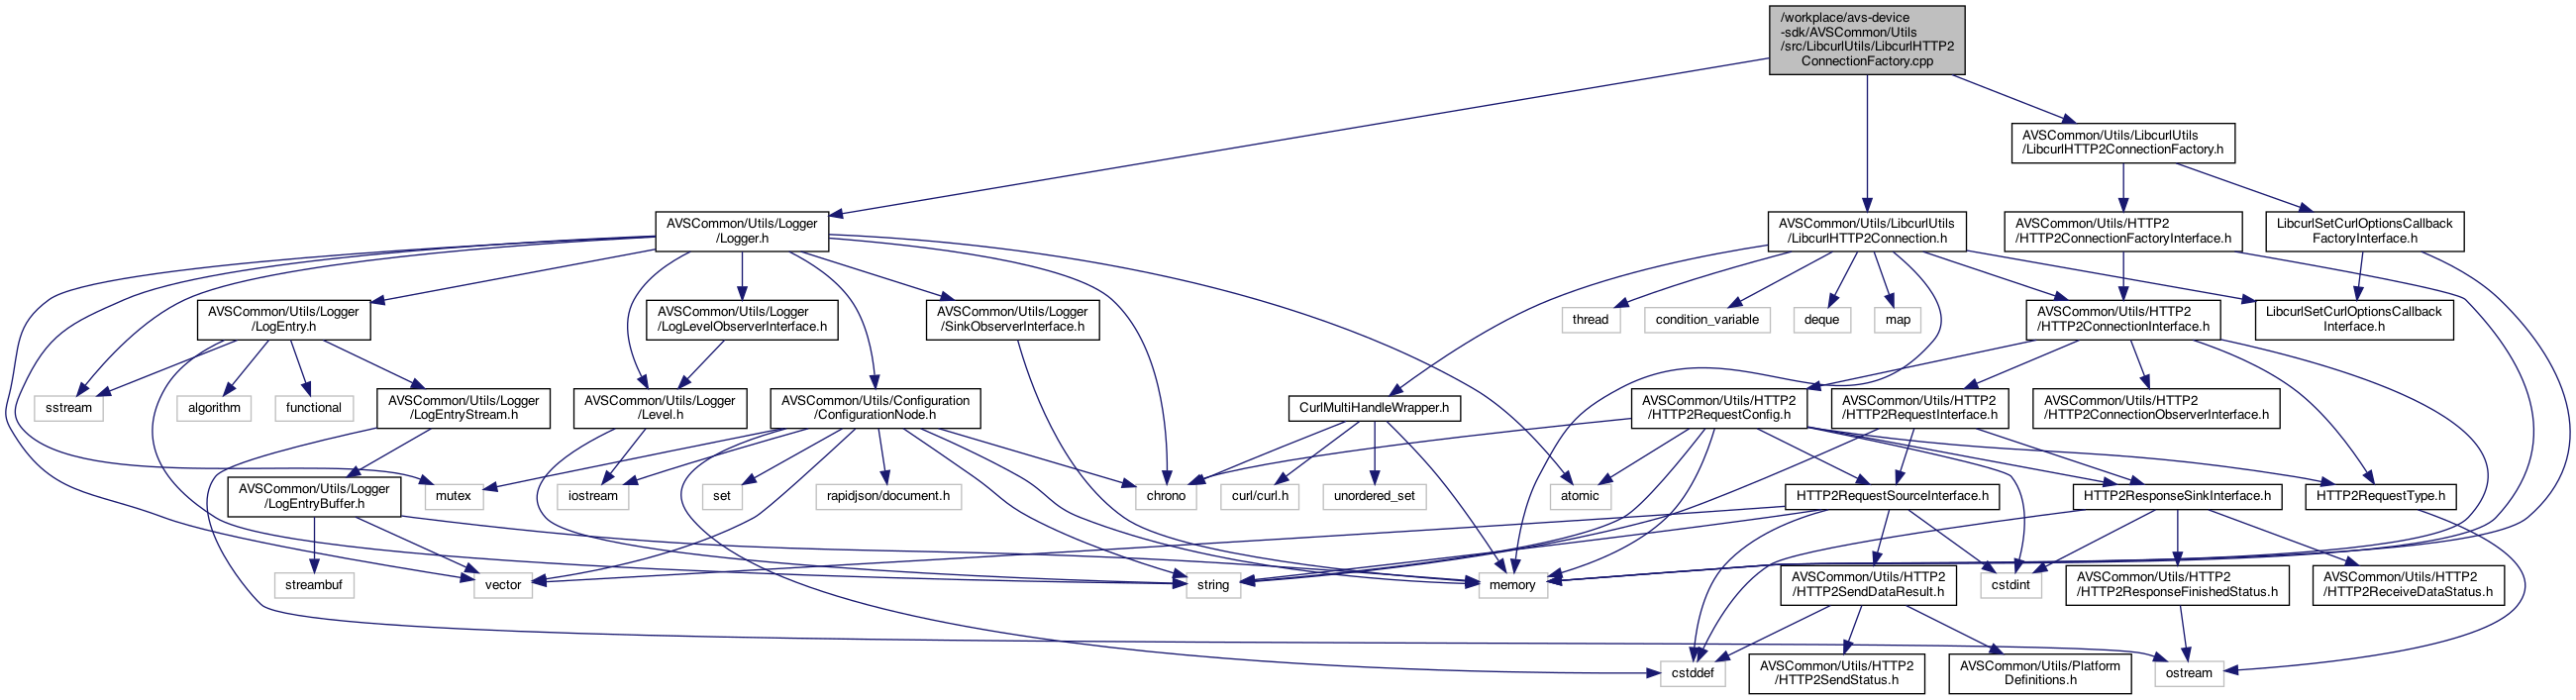 /workplace/avs-device
-sdk/AVSCommon/Utils
/src/LibcurlUtils/LibcurlHTTP2
ConnectionFactory.cpp
AVSCommon/Utils/LibcurlUtils
/LibcurlHTTP2ConnectionFactory.h
AVSCommon/Utils/Logger
/Logger.h
AVSCommon/Utils/LibcurlUtils
/LibcurlHTTP2Connection.h
AVSCommon/Utils/HTTP2
/HTTP2ConnectionFactoryInterface.h
LibcurlSetCurlOptionsCallback
FactoryInterface.h
AVSCommon/Utils/Logger
/LogEntry.h
AVSCommon/Utils/Logger
/LogLevelObserverInterface.h
AVSCommon/Utils/Logger
/SinkObserverInterface.h
thread
condition_variable
deque
map
AVSCommon/Utils/HTTP2
/HTTP2ConnectionInterface.h
LibcurlSetCurlOptionsCallback
Interface.h
sstream
algorithm
functional
AVSCommon/Utils/Logger
/LogEntryStream.h
AVSCommon/Utils/Logger
/Level.h
AVSCommon/Utils/Configuration
/ConfigurationNode.h
CurlMultiHandleWrapper.h
AVSCommon/Utils/HTTP2
/HTTP2RequestConfig.h
AVSCommon/Utils/HTTP2
/HTTP2RequestInterface.h
AVSCommon/Utils/HTTP2
/HTTP2ConnectionObserverInterface.h
AVSCommon/Utils/Logger
/LogEntryBuffer.h
mutex
iostream
set
rapidjson/document.h
chrono
curl/curl.h
unordered_set
atomic
HTTP2RequestSourceInterface.h
HTTP2ResponseSinkInterface.h
HTTP2RequestType.h
streambuf
vector
string
memory
AVSCommon/Utils/HTTP2
/HTTP2SendDataResult.h
cstdint
AVSCommon/Utils/HTTP2
/HTTP2ResponseFinishedStatus.h
AVSCommon/Utils/HTTP2
/HTTP2ReceiveDataStatus.h
cstddef
AVSCommon/Utils/HTTP2
/HTTP2SendStatus.h
AVSCommon/Utils/Platform
Definitions.h
ostream